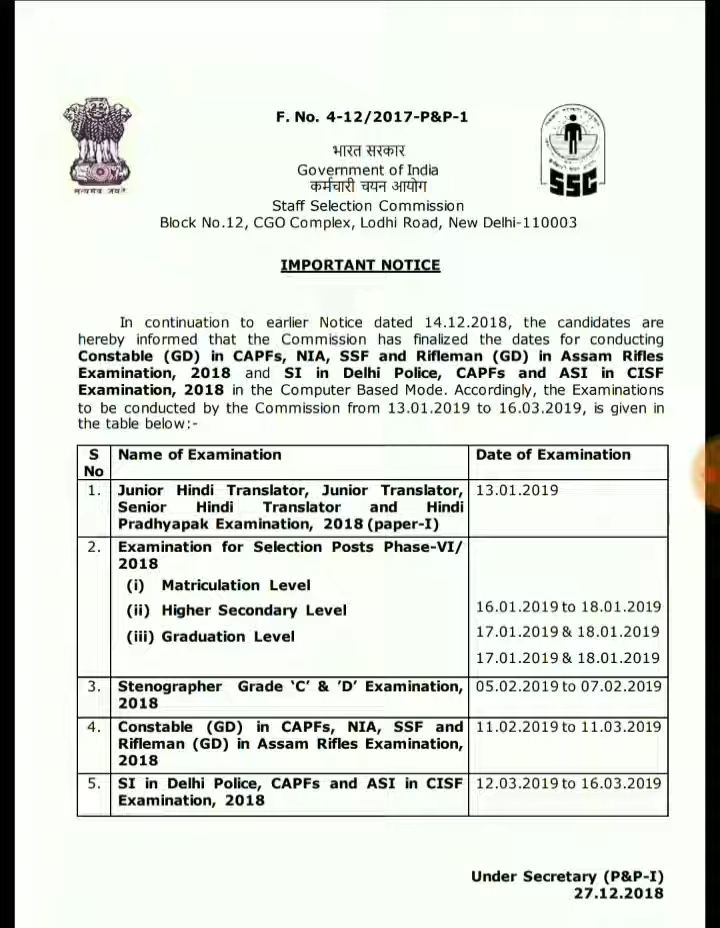 F. No. 4-12/2017-P&P-1
भारत सरकार
Government of India
कर्मचारी चयन आयोग
Staff Selection Commission
Block No.12, CGO Complex, Lodhi Road, New Delhi-110003
सत्यमेव जयते
SSC
IMPORTANT NOTICE
In continuation to earlier Notice dated 14.12.2018, the candidates are
hereby informed that the Commission has finalized the dates for conducting
Constable (GD) in CAPFs, NIA, SSF and Rifleman (GD) in Assam Rifles
Examination, 2018 and SI in Delhi Police, CAPFs and ASI in CISF
Examination, 2018 in the Computer Based Mode. Accordingly, the Examinations
to be conducted by the Commission from 13.01.2019 to 16.03.2019, is given in
the table below:-
S No Name of Examination Date of Examination
1. Junior Hindi Translator, Junior Translator, 13.01.2019
Senior Hindi Translator and Hindi
Pradhyapak Examination, 2018 (paper-I)
2. Examination for Selection Posts Phase-VI/
2018
(i) Matriculation Level
(ii) Higher Secondary Level 16.01.2019 to 18.01.2019
(iii) Graduation Level 17.01.2019 & 18.01.2019
17.01.2019 & 18.01.2019
3. Stenographer Grade ‘C’ & ’D’ Examination, 05.02.2019 to 07.02.2019
2018
4. Constable (GD) in CAPFs, NIA, SSF and 11.02.2019 to 11.03.2019
Rifleman (GD) in Assam Rifles Examination,
2018
5. SI in Delhi Police, CAPFs and ASI in CISF 12.03.2019 to 16.03.2019
Examination, 2018
Under Secretary (P&P-I)
27.12.2018